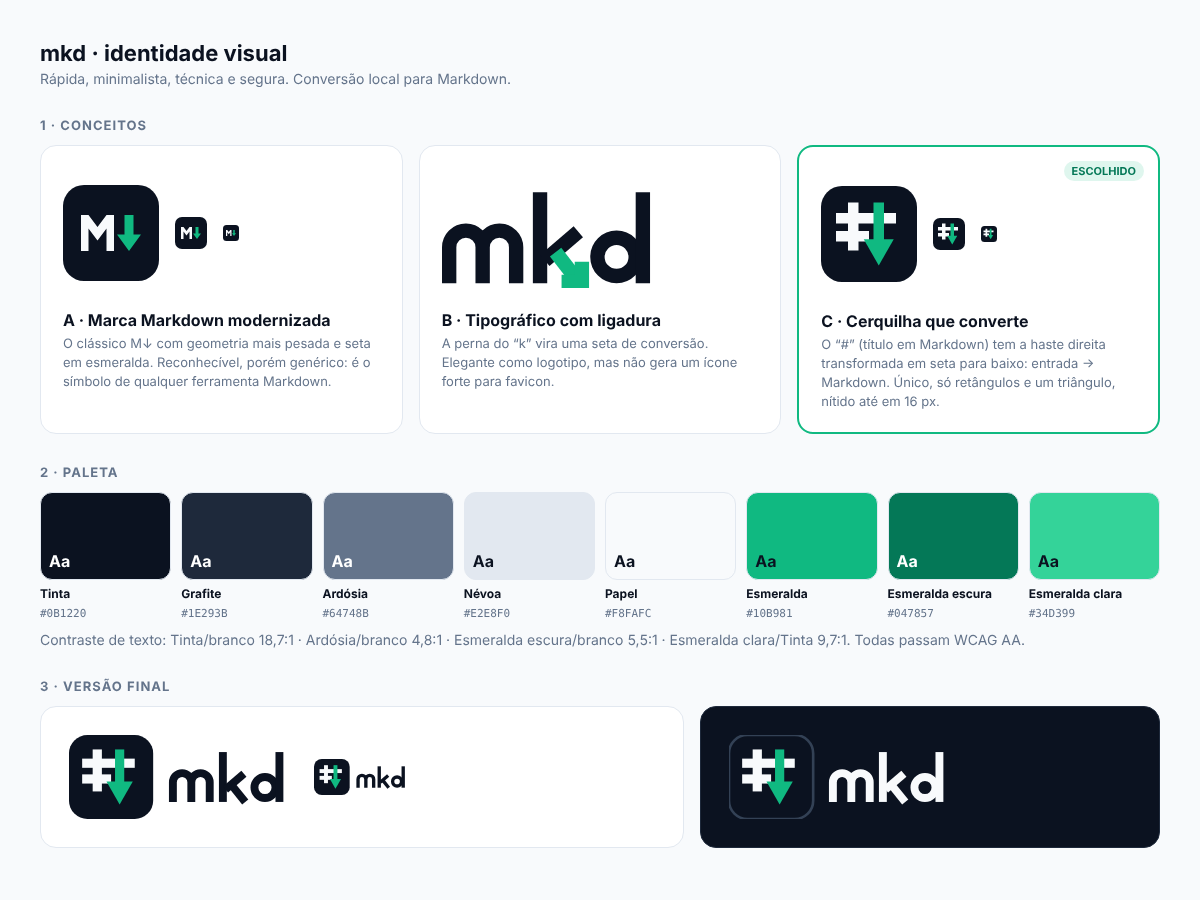 mkd · identidade visual
Rápida, minimalista, técnica e segura. Conversão local para Markdown.
1 · CONCEITOS
M↓ M↓ M↓
mkd
ESCOLHIDO
A · Marca Markdown modernizada
O clássico M↓ com geometria mais pesada e seta
em esmeralda. Reconhecível, porém genérico: é o
símbolo de qualquer ferramenta Markdown.
B · Tipográfico com ligadura
A perna do “k” vira uma seta de conversão.
Elegante como logotipo, mas não gera um ícone
forte para favicon.
C · Cerquilha que converte
O “#” (título em Markdown) tem a haste direita
transformada em seta para baixo: entrada →
Markdown. Único, só retângulos e um triângulo,
nítido até em 16 px.
2 · PALETA
Aa Aa Aa Aa Aa Aa Aa Aa
Tinta Grafite Ardósia Névoa Papel Esmeralda Esmeralda escura Esmeralda clara
#0B1220 #1E293B #64748B #E2E8F0 #F8FAFC #10B981 #047857 #34D399
Contraste de texto: Tinta/branco 18,7:1 · Ardósia/branco 4,8:1 · Esmeralda escura/branco 5,5:1 · Esmeralda clara/Tinta 9,7:1. Todas passam WCAG AA.
3 · VERSÃO FINAL
mkd mkd mkd